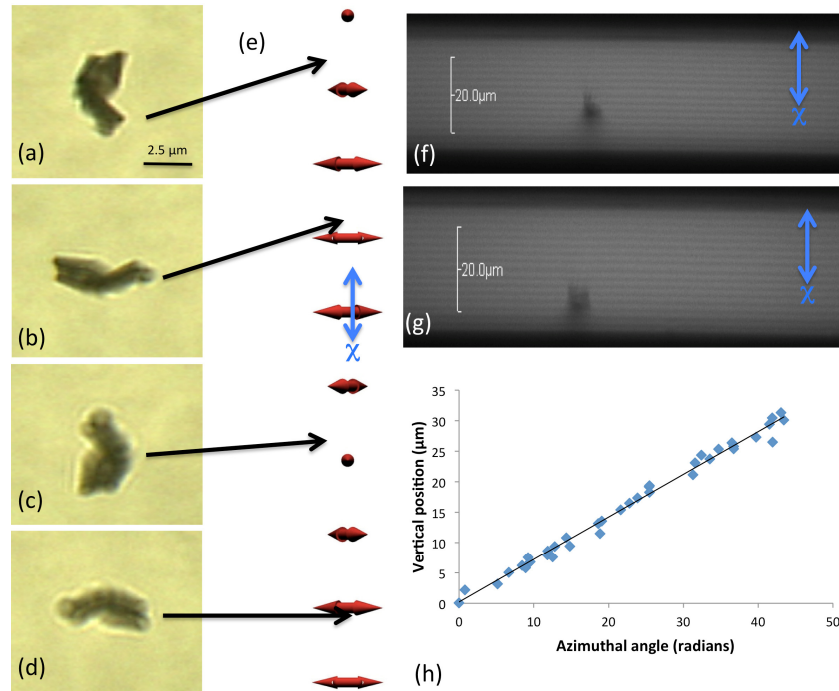 (a)
2.5 µm
(b)
(c)
(d)
(e)
χ
20.0µm
χ
(f)
20.0µm
χ
(g)
35
30
25
20
15
10
5
0
Vertical position (µm)
0 10 20 30 40 50
Azimuthal angle (radians)
(h)